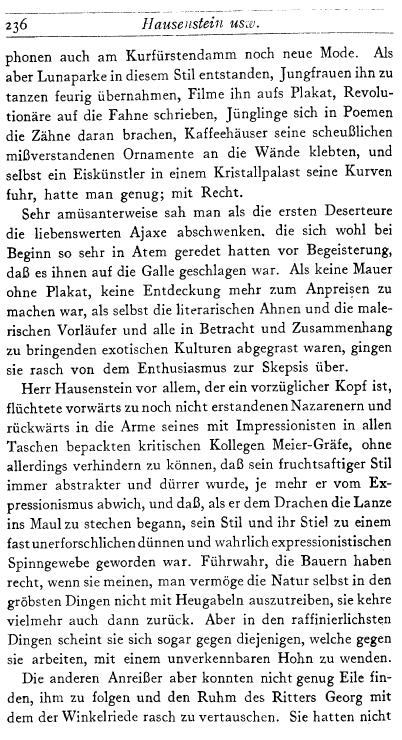 236 Hausenstein usw.
phonen auch am Kurfürstendamm noch neue Mode. Als
aber Lunaparke in diesem Stil entstanden, Jungfrauen ihn zu
tanzen feurig übernahmen, Filme ihn aufs Plakat, Revolu-
tionäre auf die Fahne schrieben, Jünglinge sich in Poemen
die Zähne daran brachen, Kaffeehäuser seine scheußlichen
mißverstandenen Ornamente an die Wände klebten, und
selbst ein Eiskünstler in einem Kristallpalast seine Kurven
fuhr, hatte man genug; mit Recht.
Sehr amüsanterweise sah man als die ersten Deserteure
die liebenswerten Ajaxe abschwenken. die sich wohl bei
Beginn so sehr in Atem geredet hatten vor Begeisterung,
daß es ihnen auf die Galle geschlagen war. Als keine Mauer
ohne Plakat, keine Entdeckung mehr zum Anpreisen zu
machen war, als selbst die literarischen Ahnen und die male-
rischen Vorläufer und alle in Betracht und Zusammenhang
zu bringenden exotischen Kulturen abgegrast waren, gingen
sie rasch von dem Enthusiasmus zur Skepsis über.
Herr Hausenstein vor allem, der ein vorzüglicher Kopf ist,
flüchtete vorwärts zu noch nicht erstandenen Nazarenern und
rückwärts in die Arme seines mit Impressionisten in allen
Taschen bepackten kritischen Kollegen Meier-Gräfe, ohne
allerdings verhindern zu können, daß sein fruchtsaftiger Stil
immer abstrakter und dürrer wurde, je mehr er vom Ex-
pressionismus abwich, und daß, als er dem Drachen die Lanze
ins Maul zu stechen begann, sein Stil und ihr Stiel zu einem
fast unerforschlichen dünnen und wahrlich expressionistischen
Spinngewebe geworden war. Führwahr, die Bauern haben
recht, wenn sie meinen, man vermöge die Natur selbst in den
gröbsten Dingen nicht mit Heugabeln auszutreiben, sie kehre
vielmehr auch dann zurück. Aber in den raffinierlichsten
Dingen scheint sie sich sogar gegen diejenigen, welche gegen
sie arbeiten, mit einem unverkennbaren Hohn zu wenden.
Die anderen Anreißer aber konnten nicht genug Eile fin-
den, ihm zu folgen und den Ruhm des Ritters Georg mit
dem der Winkelriede rasch zu vertauschen. Sie hatten nicht